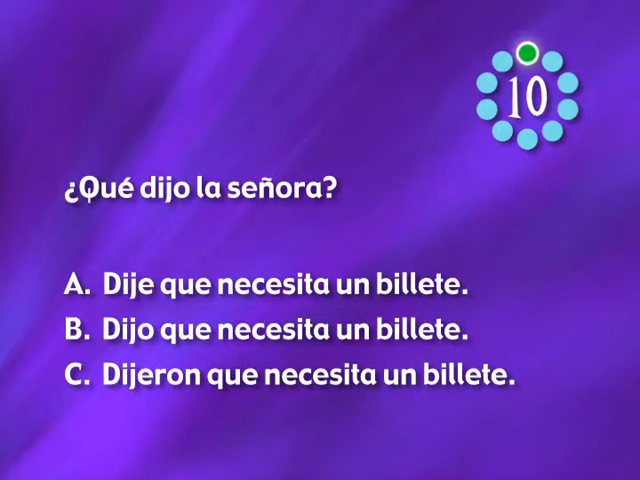 10
¿Qué dijo la señora?
A. Dije que necesita un billete.
B. Dijo que necesita un billete.
C. Dijeron que necesita un billete.